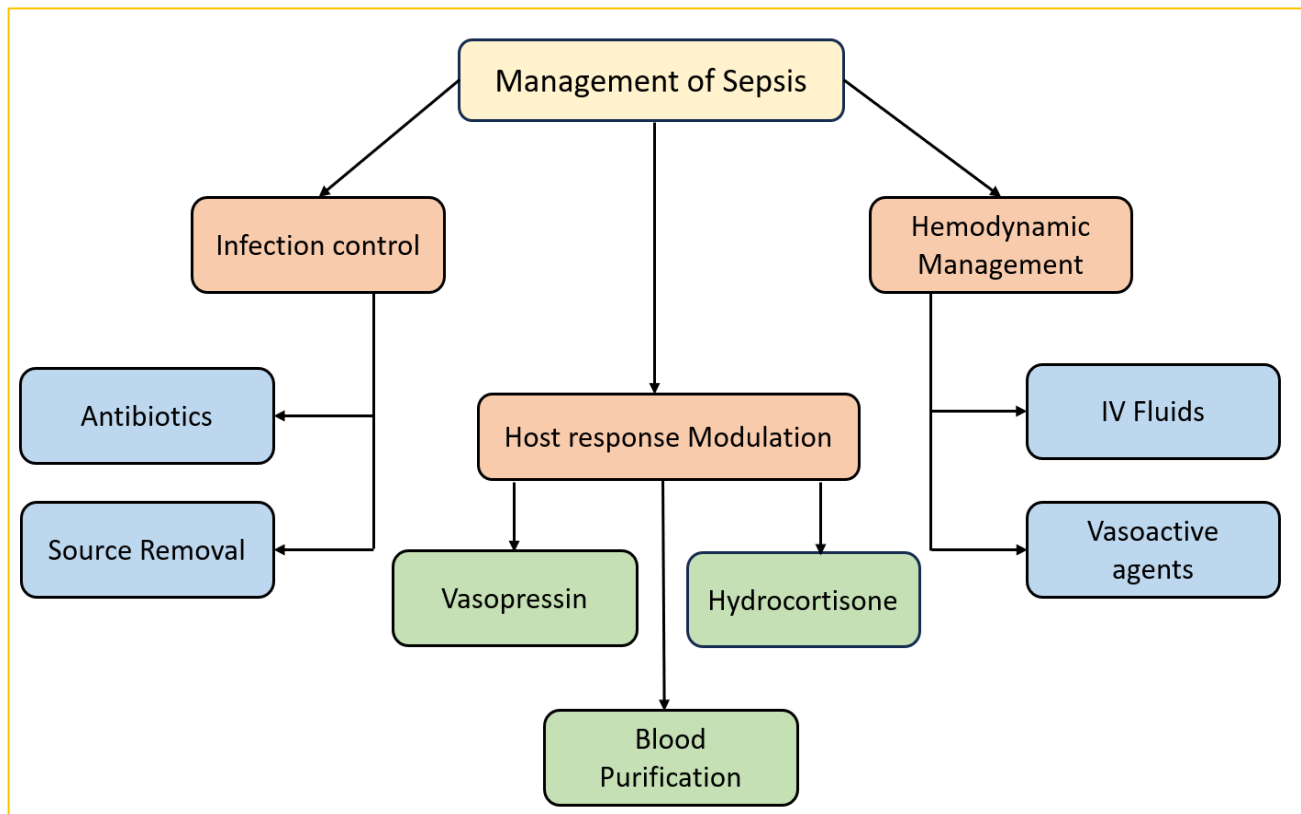 Management of Sepsis
Infection control
Hemodynamic
Management
Antibiotics
Host response Modulation
IV Fluids
Source Removal
Vasopressin
Hydrocortisone
Vasoactive
agents
Blood
Purification